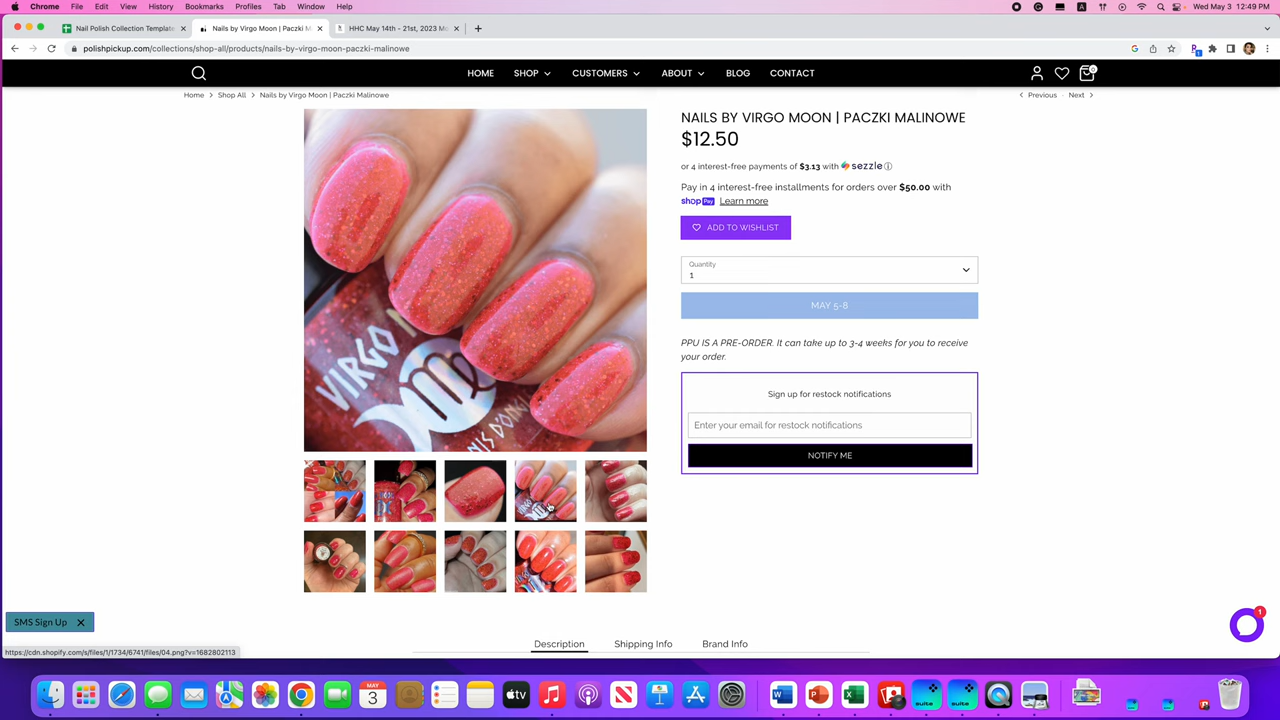 Chrome File Edit View History Bookmarks Profiles Tab Window Help Wed May 3 12:49 PM
Nail Polish Collection Template Nails by Virgo Moon | Paczki M HHC May 14th - 21st, 2023 Mo
polishpickup.com/collections/shop-all/products/nails-by-virgo-moon-paczki-malinowe
HOME SHOP CUSTOMERS ABOUT BLOG CONTACT 0
Home > Shop All > Nails by Virgo Moon | Paczki Malinowe < Previous · Next >
NAILS BY VIRGO MOON | PACZKI MALINOWE
$12.50
or 4 interest-free payments of $3.13 with sezzle
Pay in 4 interest-free installments for orders over $50.00 with
shop Pay Learn more
ADD TO WISHLIST
Quantity
1
MAY 5-8
PPU IS A PRE-ORDER. It can take up to 3-4 weeks for you to receive
your order.
Sign up for restock notifications
Enter your email for restock notifications
NOTIFY ME
VIRGO
SMS Sign Up
1
Description Shipping Info Brand Info
https://cdn.shopify.com/s/files/1/1734/6741/files/04.png?v=1682802113
MAY
3
tv
suite suite